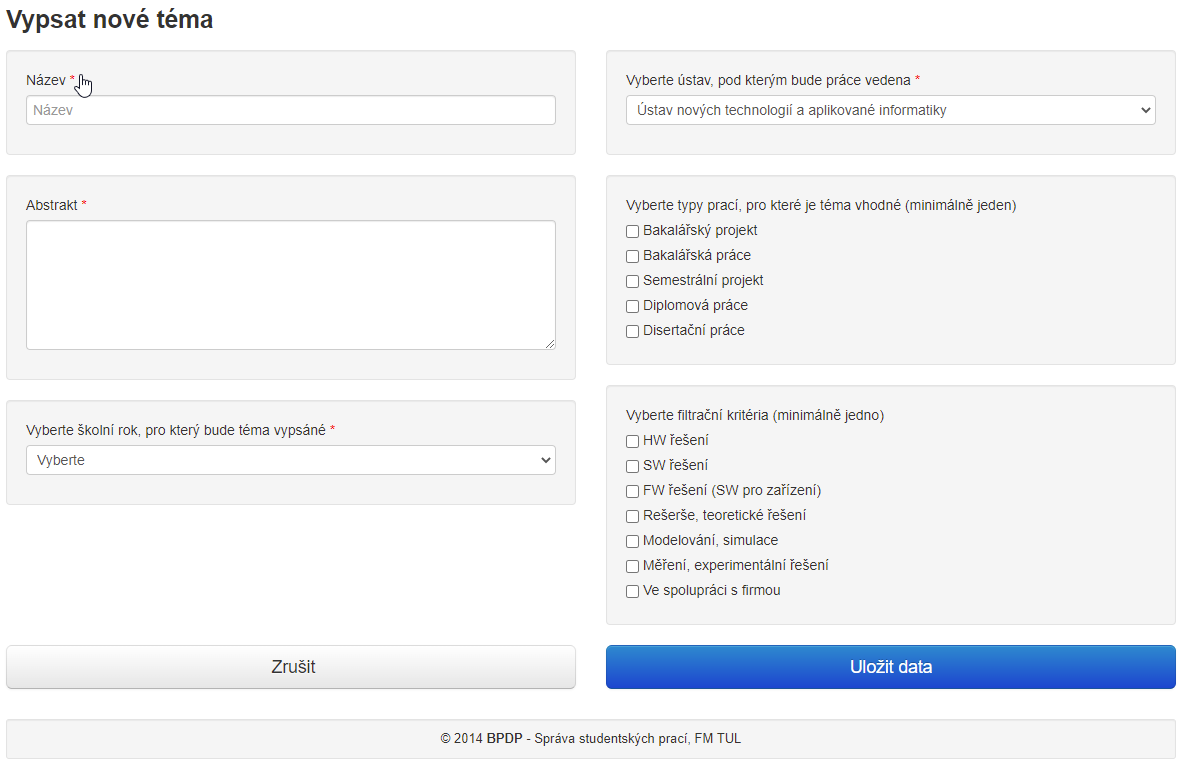 Vypsat nové téma
Název *
Název
Abstrakt *
Vyberte školní rok, pro který bude téma vypsáné *
Vyberte
Vyberte ústav, pod kterým bude práce vedena *
Ústav nových technologií a aplikované informatiky
Vyberte typy prací, pro které je téma vhodné (minimálně jeden)
Bakalářský projekt
Bakalářská práce
Semestrální projekt
Diplomová práce
Disertační práce
Vyberte filtrační kritéria (minimálně jedno)
HW řešení
SW řešení
FW řešení (SW pro zařízení)
Rešerše, teoretické řešení
Modelování, simulace
Měření, experimentální řešení
Ve spolupráci s firmou
Zrušit
Uložit data
© 2014 BPDP - Správa studentských prací, FM TUL